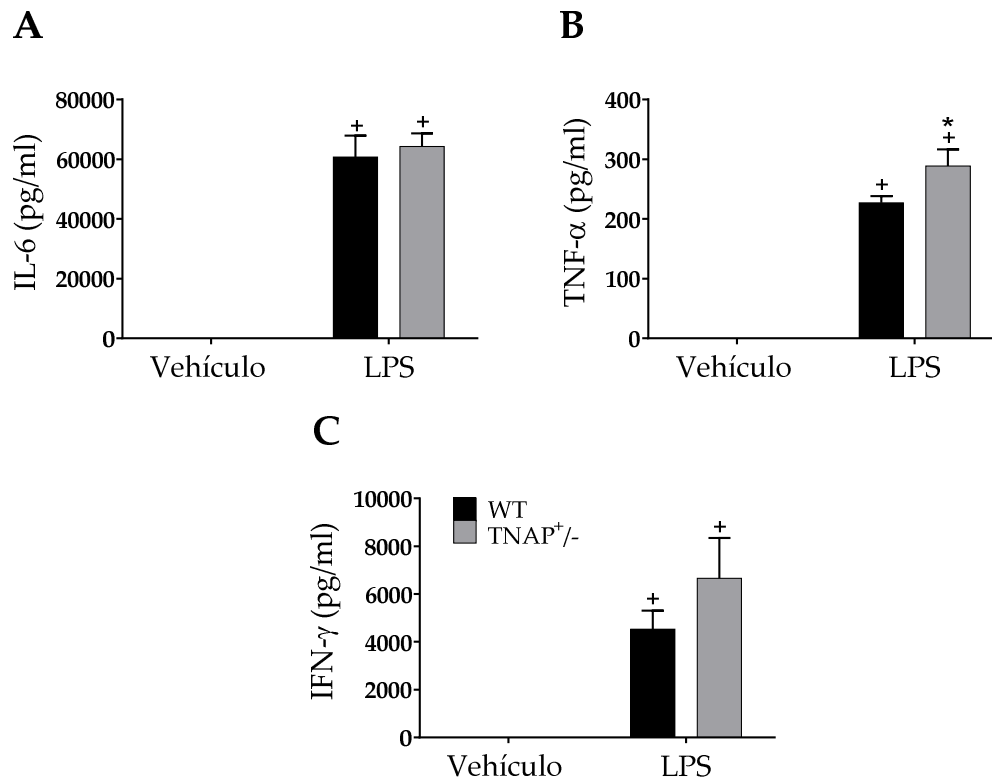 A
IL-6 (pg/ml)
80000
60000
40000
20000
0
+
+
Vehículo
LPS
B
TNF-α (pg/ml)
400
300
200
100
0
+
*
+
Vehículo
LPS
C
IFN-γ (pg/ml)
10000
8000
6000
4000
2000
0
WT
TNAP+/-
+
+
Vehículo
LPS